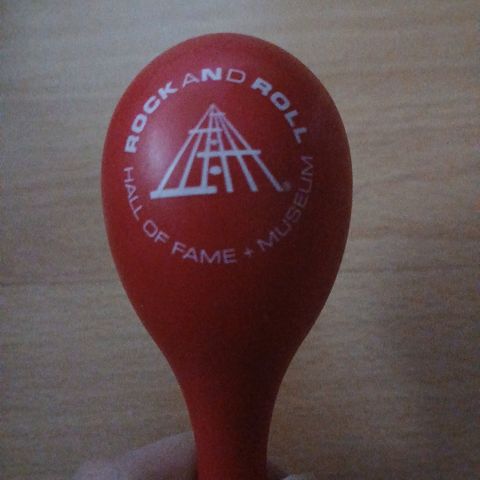 ROCK AND ROLL
HALL OF FAME + MUSEUM
®